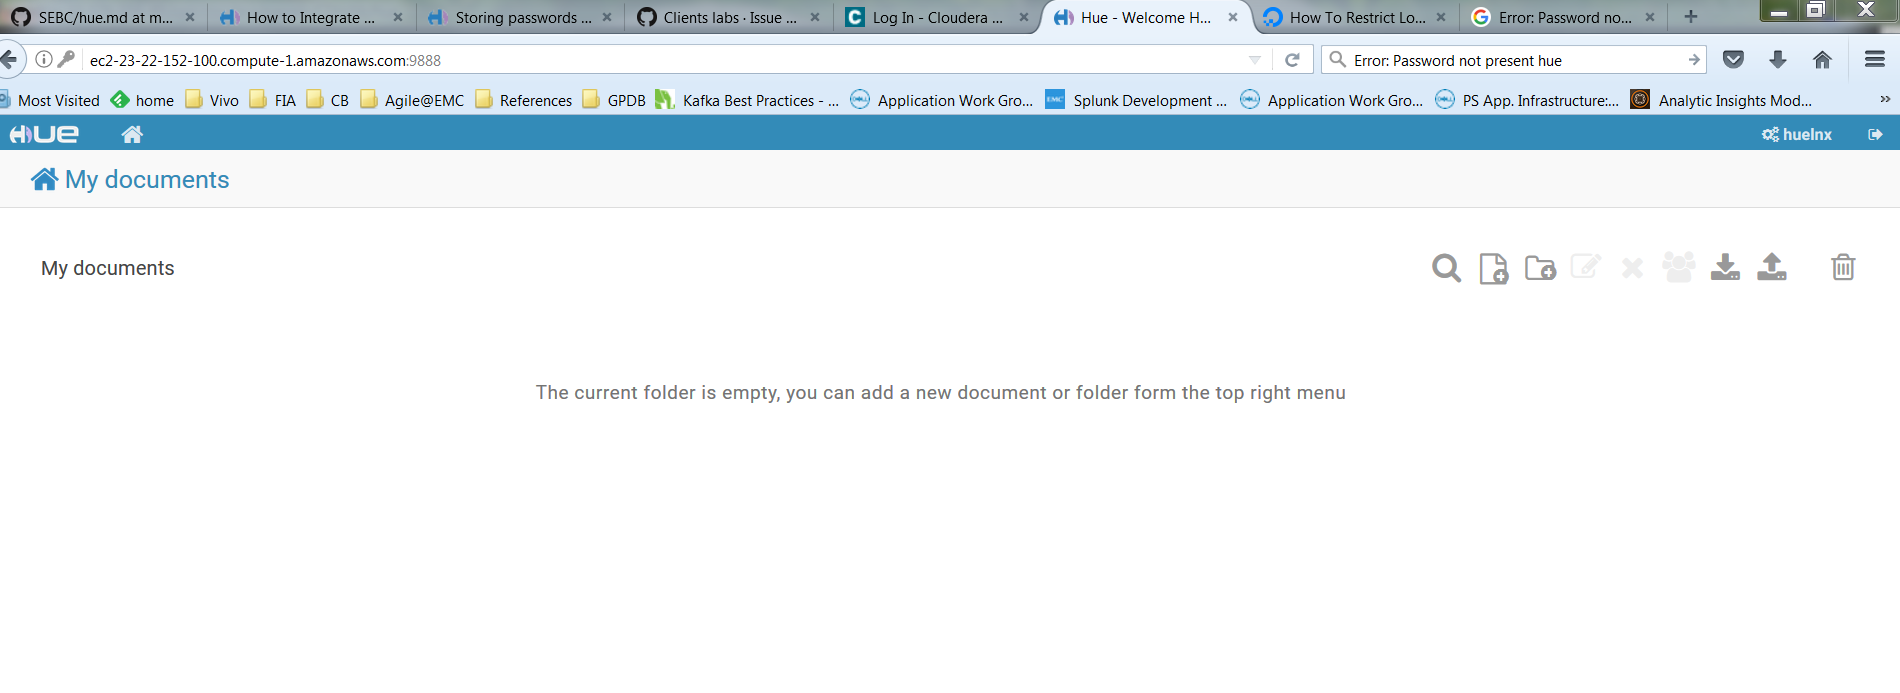 SEBC/hue.md at m... How to Integrate ... Storing passwords ... Clients labs · Issue ... Log In - Cloudera ... Hue - Welcome H... How To Restrict Lo... Error: Password no...
ec2-23-22-152-100.compute-1.amazonaws.com:9888 Error: Password not present hue
Most Visited home Vivo FIA CB Agile@EMC References GPDB Kafka Best Practices - ... Application Work Gro... EMC Splunk Development ... Application Work Gro... PS App. Infrastructure:... Analytic Insights Mod... »
HUE huelnx
My documents
My documents
The current folder is empty, you can add a new document or folder form the top right menu